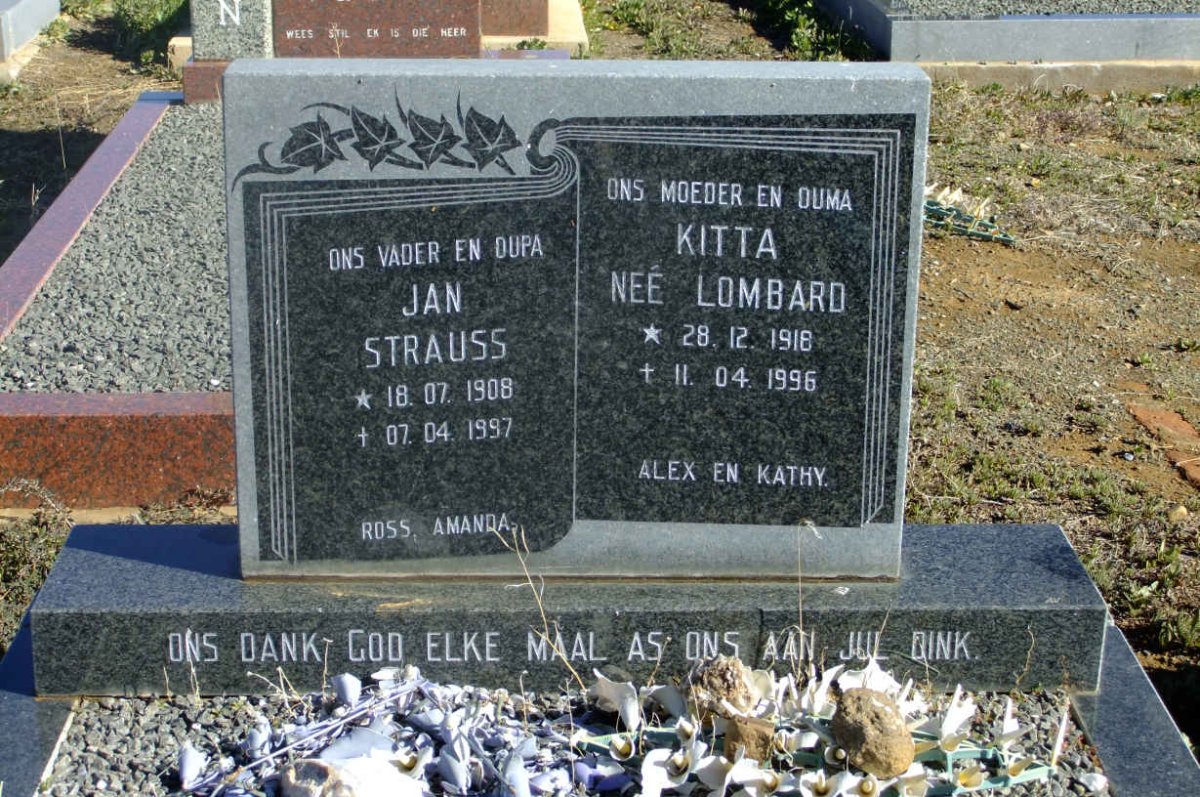 N
WEES STIL EK IS DIE HEER
ONS VADER EN OUPA
JAN
STRAUSS
★ 18. 07. 1908
✝ 07. 04. 1997
ROSS, AMANDA,
ONS MOEDER EN OUMA
KITTA
NEÉ LOMBARD
★ 28. 12. 1918
✝ 11. 04. 1996
ALEX EN KATHY.
ONS DANK GOD ELKE MAAL AS ONS AAN JUL DINK.